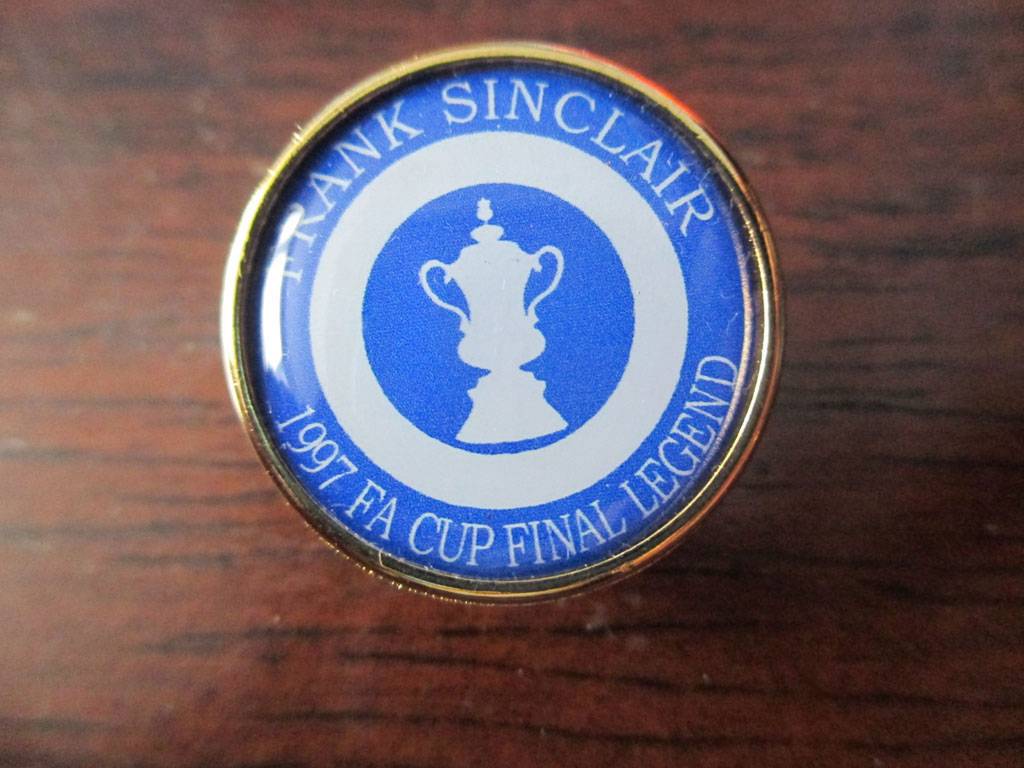 FRANK SINCLAIR
1997 FA CUP FINAL LEGEND